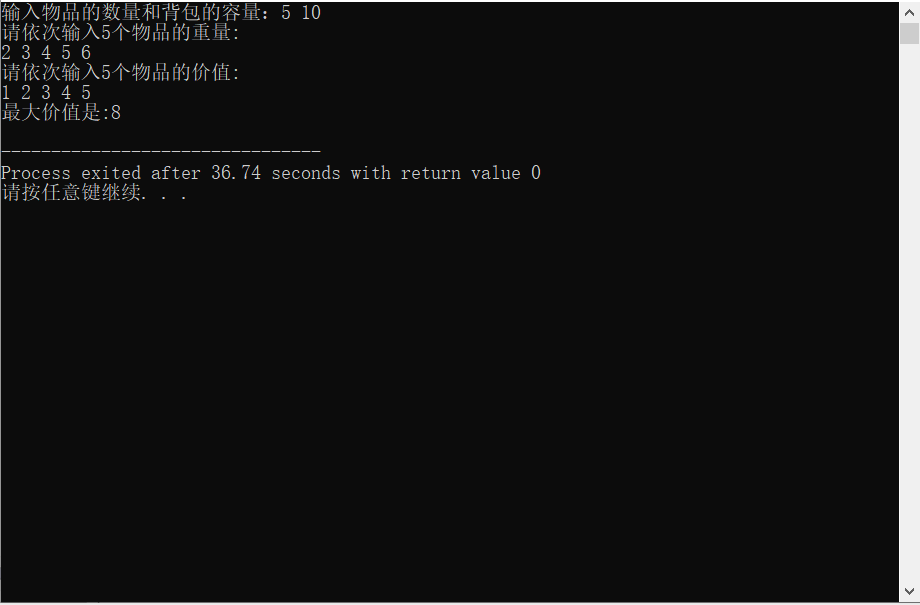 输入物品的数量和背包的容量：5 10
请依次输入5个物品的重量:
2 3 4 5 6
请依次输入5个物品的价值:
1 2 3 4 5
最大价值是:8
--------------------------------
Process exited after 36.74 seconds with return value 0
请按任意键继续. . .